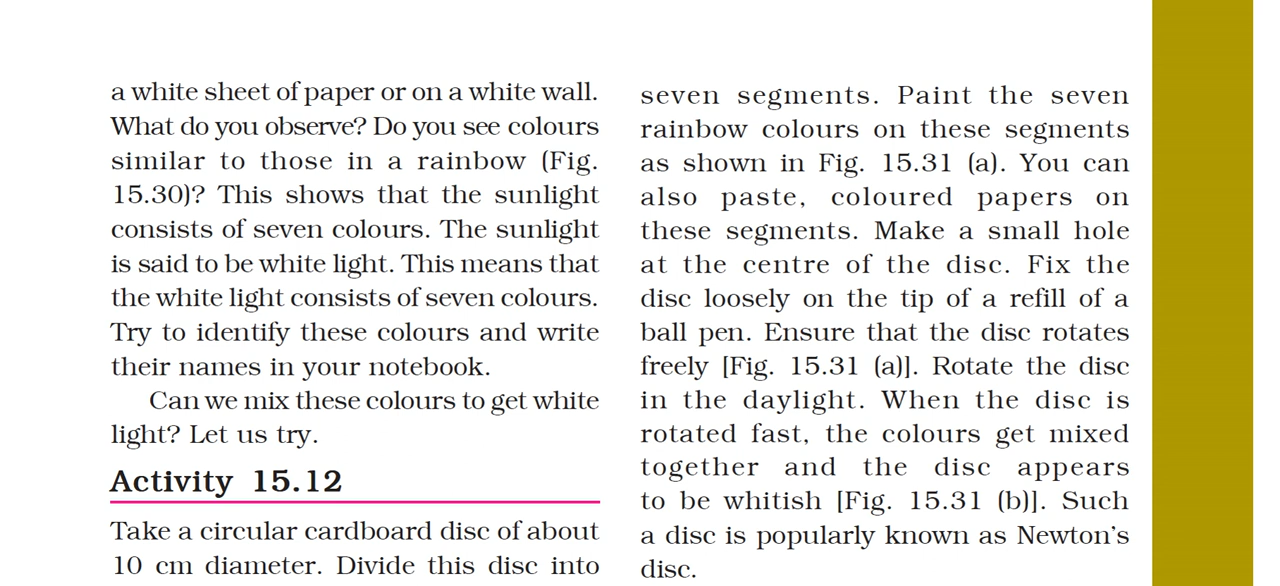 a white sheet of paper or on a white wall.
What do you observe? Do you see colours
similar to those in a rainbow (Fig.
15.30)? This shows that the sunlight
consists of seven colours. The sunlight
is said to be white light. This means that
the white light consists of seven colours.
Try to identify these colours and write
their names in your notebook.
Can we mix these colours to get white
light? Let us try.
Activity 15.12
Take a circular cardboard disc of about
10 cm diameter. Divide this disc into
seven segments. Paint the seven
rainbow colours on these segments
as shown in Fig. 15.31 (a). You can
also paste, coloured papers on
these segments. Make a small hole
at the centre of the disc. Fix the
disc loosely on the tip of a refill of a
ball pen. Ensure that the disc rotates
freely [Fig. 15.31 (a)]. Rotate the disc
in the daylight. When the disc is
rotated fast, the colours get mixed
together and the disc appears
to be whitish [Fig. 15.31 (b)]. Such
a disc is popularly known as Newton's
disc.